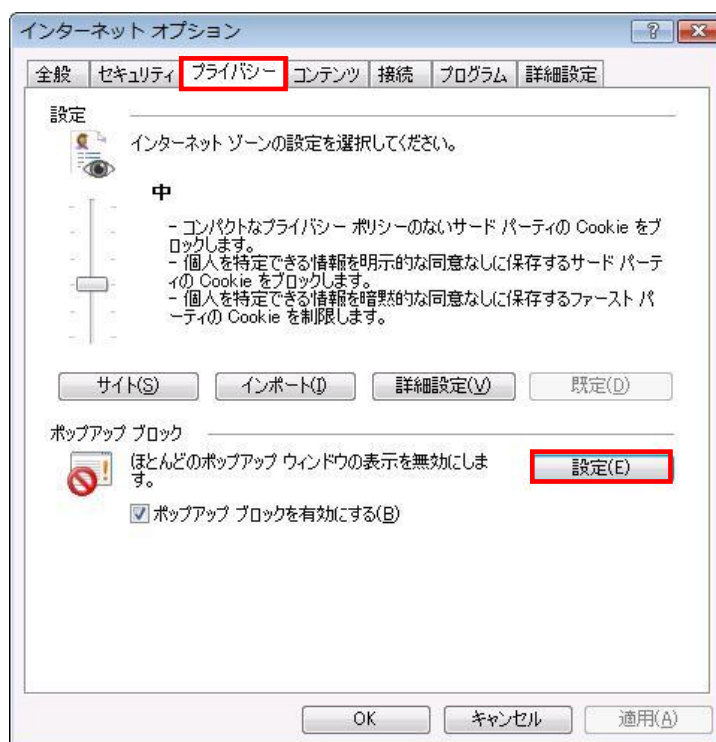 インターネット オプション
全般 セキュリティ プライバシー コンテンツ 接続 プログラム 詳細設定
設定
インターネット ゾーンの設定を選択してください。
中
- コンパクトなプライバシー ポリシーのないサード パーティの Cookie をブ
ロックします。
- 個人を特定できる情報を明示的な同意なしに保存するサード パーテ
ィの Cookie をブロックします。
- 個人を特定できる情報を暗黙的な同意なしに保存するファースト パ
ーティの Cookie を制限します。
サイト(S) インポート(I) 詳細設定(V) 既定(D)
ポップアップ ブロック
ほとんどのポップアップ ウィンドウの表示を無効にしま
す。
設定(E)
ポップアップ ブロックを有効にする(B)
OK キャンセル 適用(A)